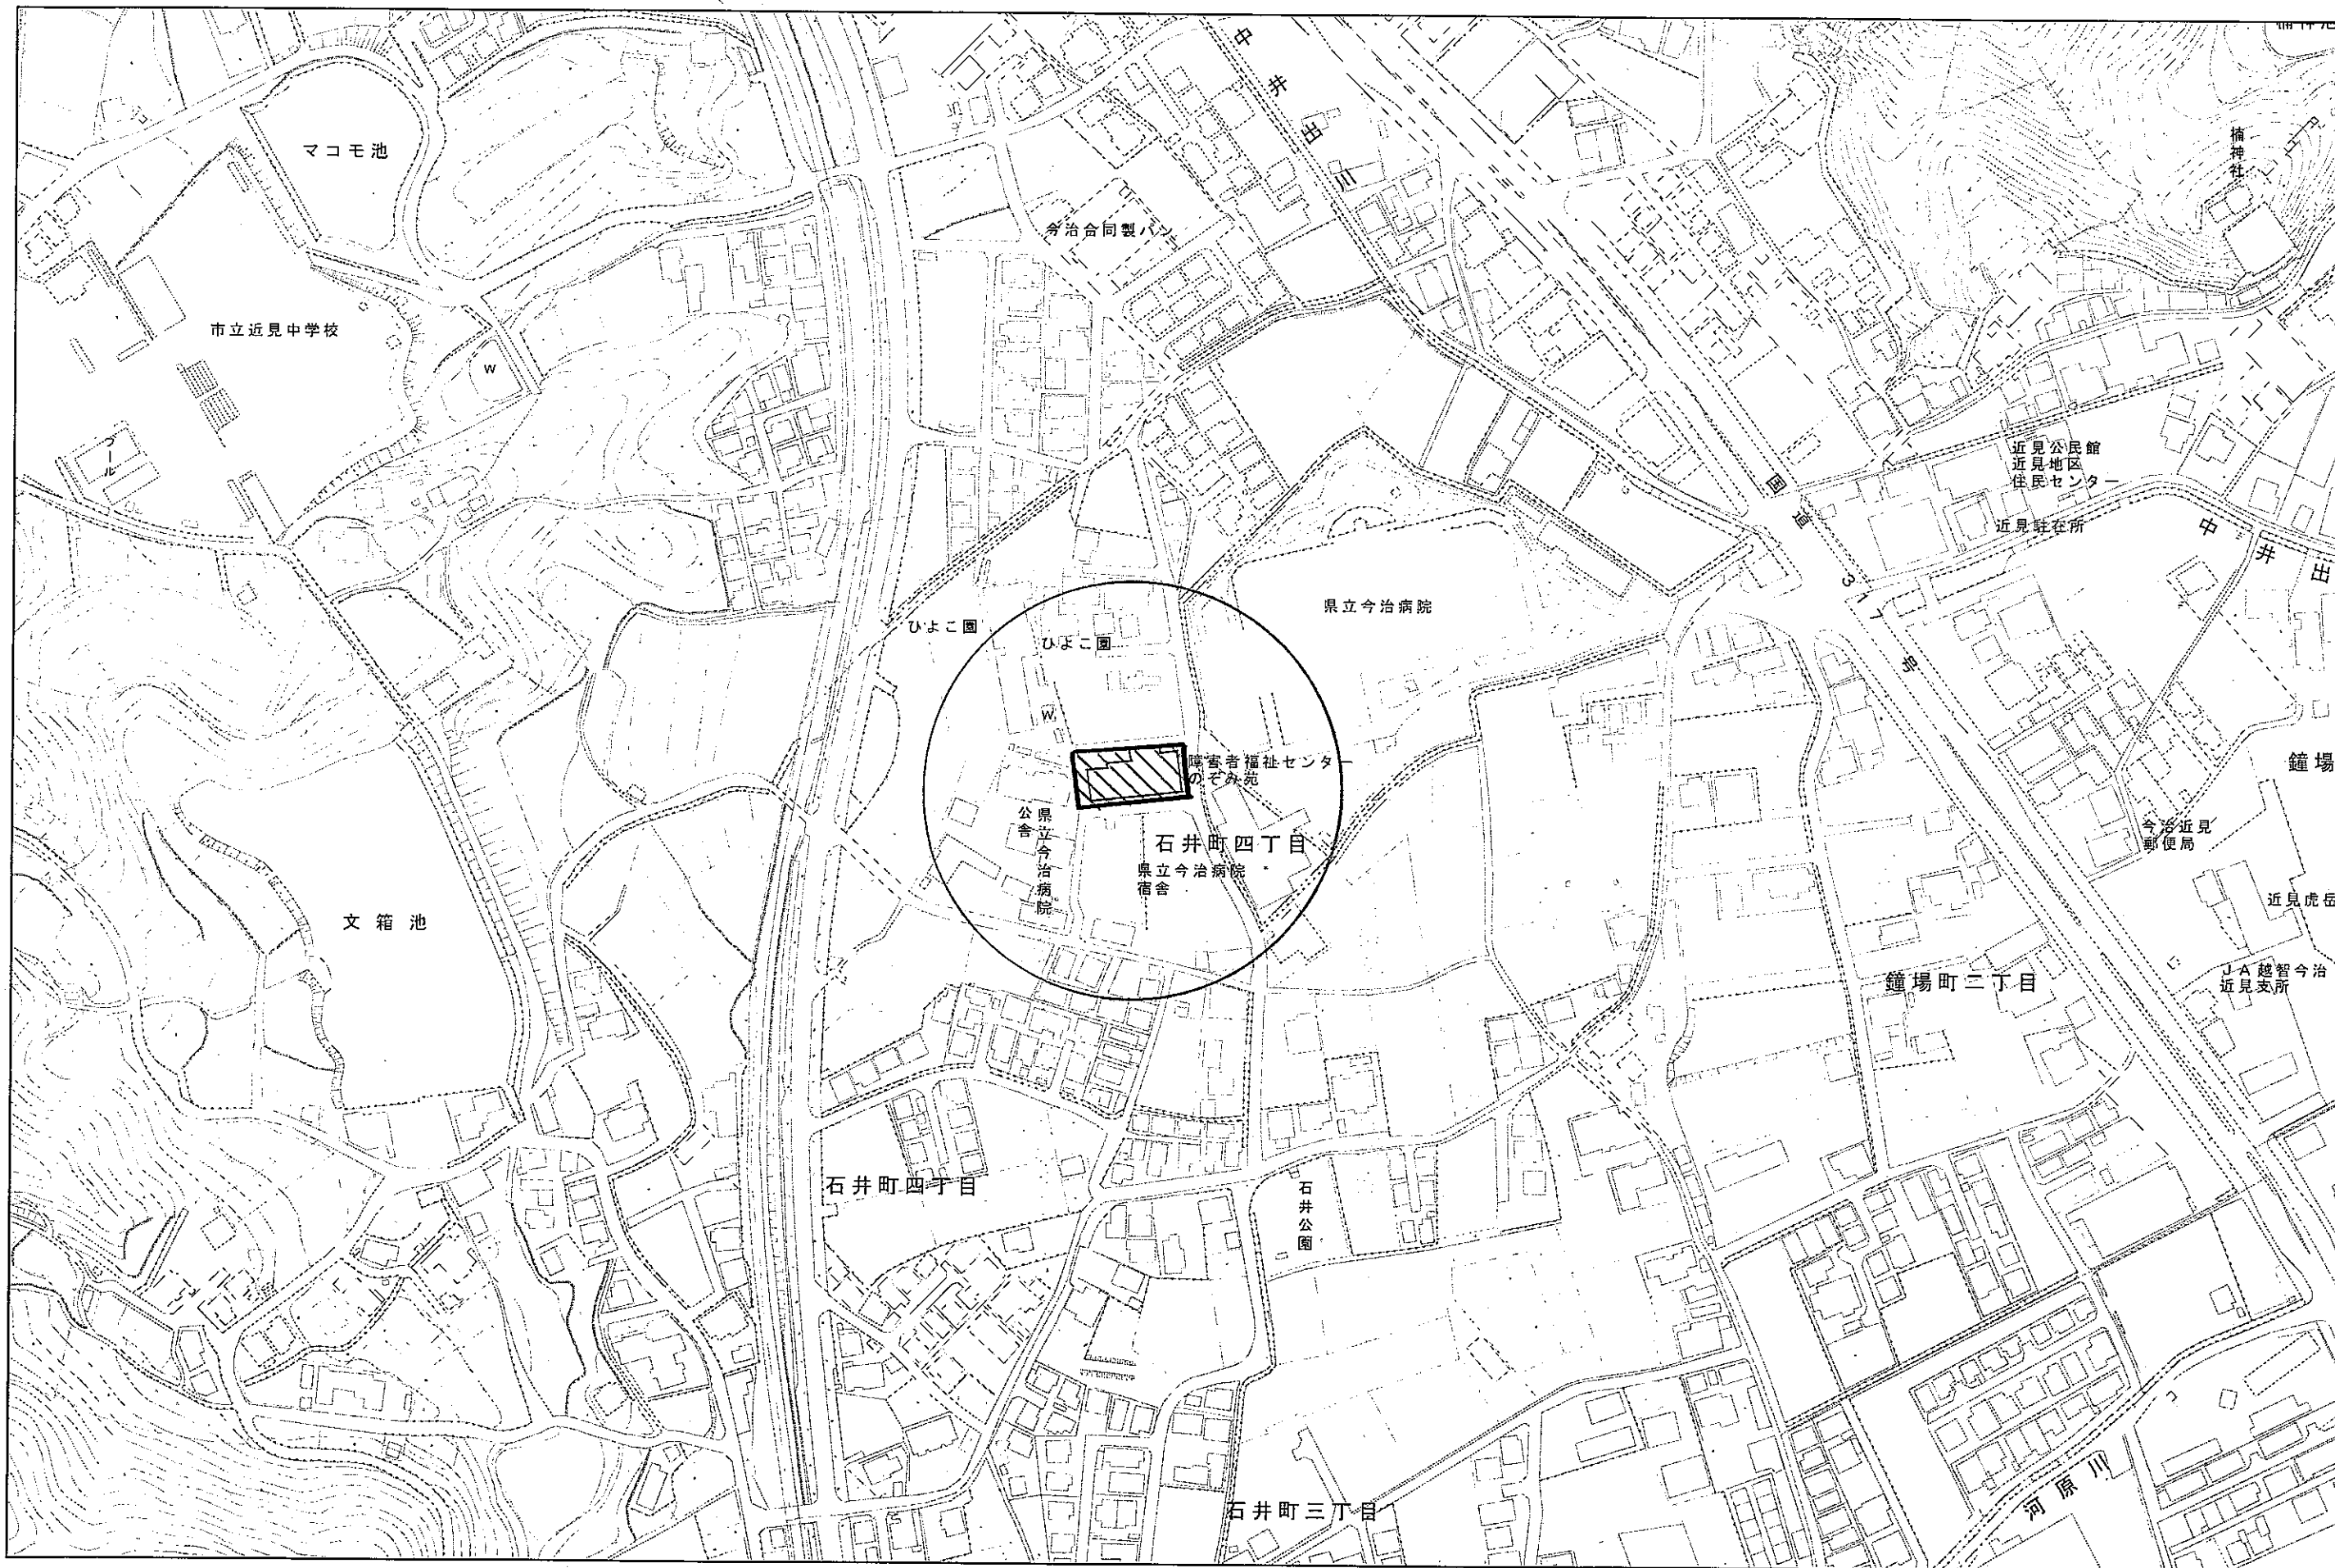 中井出川
マコモ池
楠神社
今治合同製パン
市立近見中学校
W
プール
近見公民館
近見地区
住民センター
国道317号
近見駐在所
中井出
県立今治病院
ひよこ園
ひよこ園
W
障害者福祉センター
のぞみ苑
鐘場
県立今治病院
公舎
石井町四丁目
県立今治病院
宿舎
今治近見
郵便局
近見虎岳
文箱池
鐘場町二丁目
JA越智今治
近見支所
石井町四丁目
石井公園
河原川
石井町三丁目